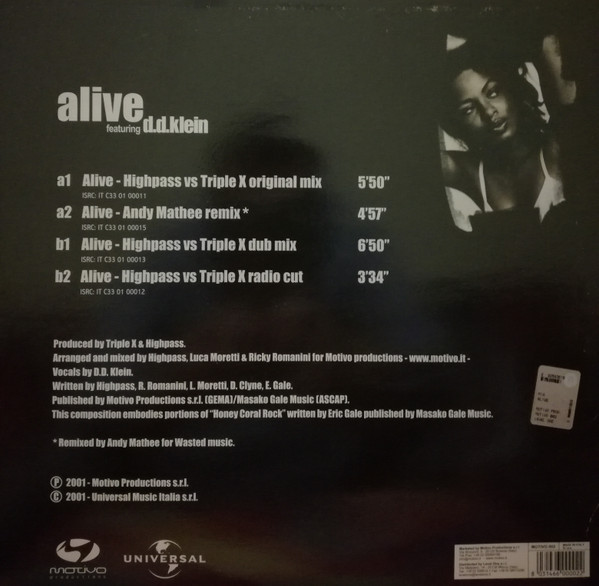 alive
featuring d.d.klein
a1 Alive - Highpass vs Triple X original mix 5'50"
ISRC: IT C33 01 00011
a2 Alive - Andy Mathee remix * 4'57"
ISRC: IT C33 01 00015
b1 Alive - Highpass vs Triple X dub mix 6'50"
ISRC: IT C33 01 00013
b2 Alive - Highpass vs Triple X radio cut 3'34"
ISRC: IT C33 01 00012
Produced by Triple X & Highpass.
Arranged and mixed by Highpass, Luca Moretti & Ricky Romanini for Motivo productions - www.motivo.it -
Vocals by D.D. Klein.
Written by Highpass, R. Romanini, L. Moretti, D. Clyne, E. Gale.
Published by Motivo Productions s.r.l. (GEMA)/Masako Gale Music (ASCAP).
This composition embodies portions of "Honey Coral Rock" written by Eric Gale published by Masako Gale Music.
* Remixed by Andy Mathee for Wasted music.
℗ 2001 - Motivo Productions s.r.l.
© 2001 - Universal Music Italia s.r.l.
motivo
productions
UNIVERSAL